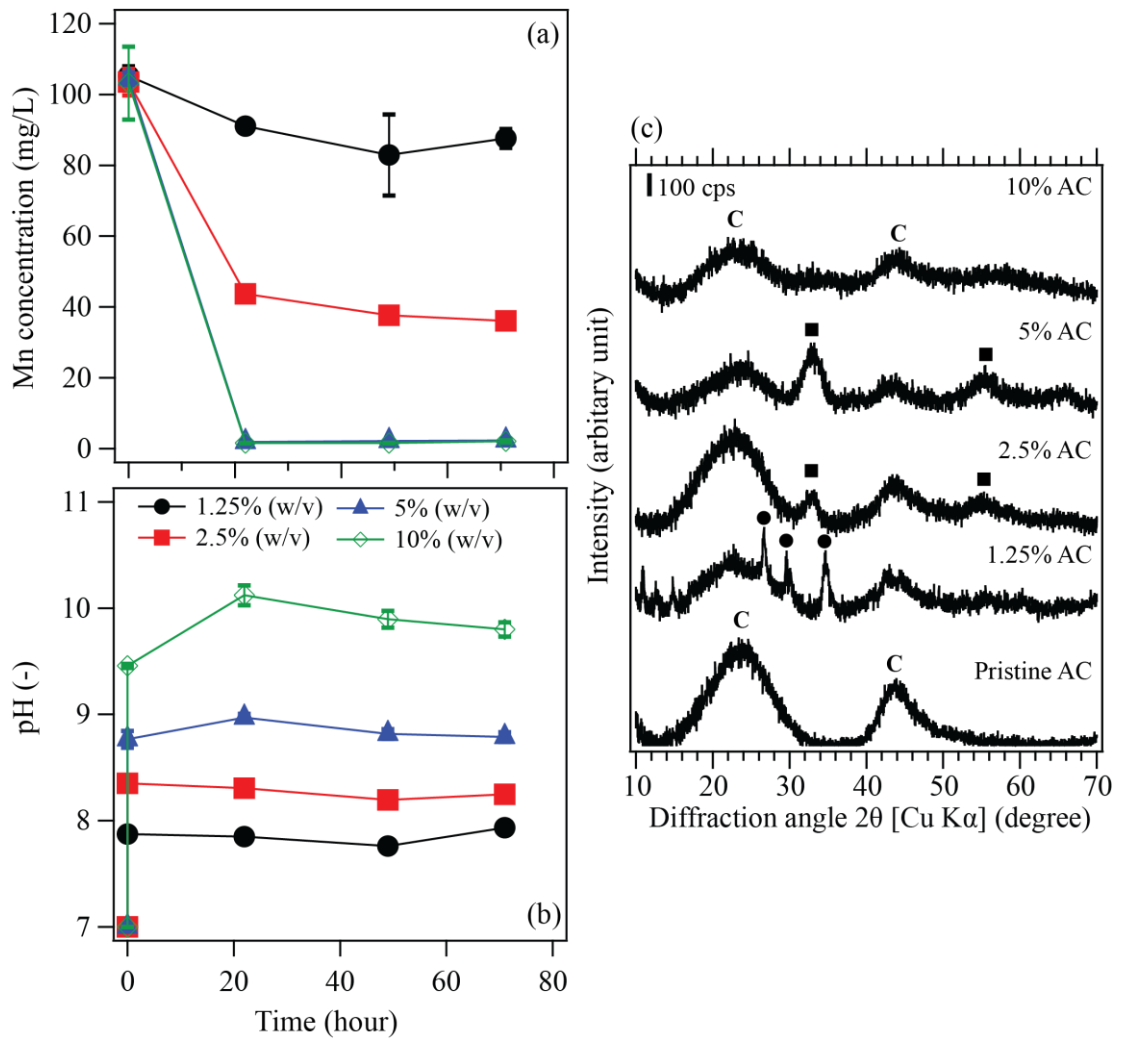 (a)
120
100
80
60
40
20
0
Mn concentration (mg/L)
(b)
11
10
9
8
7
pH (-)
1.25% (w/v)
5% (w/v)
2.5% (w/v)
10% (w/v)
0
20
40
60
80
Time (hour)
(c)
100 cps
10% AC
C
C
5% AC
2.5% AC
1.25% AC
C
C
Pristine AC
Intensity (arbitary unit)
10
20
30
40
50
60
70
Diffraction angle 2θ [Cu Kα] (degree)